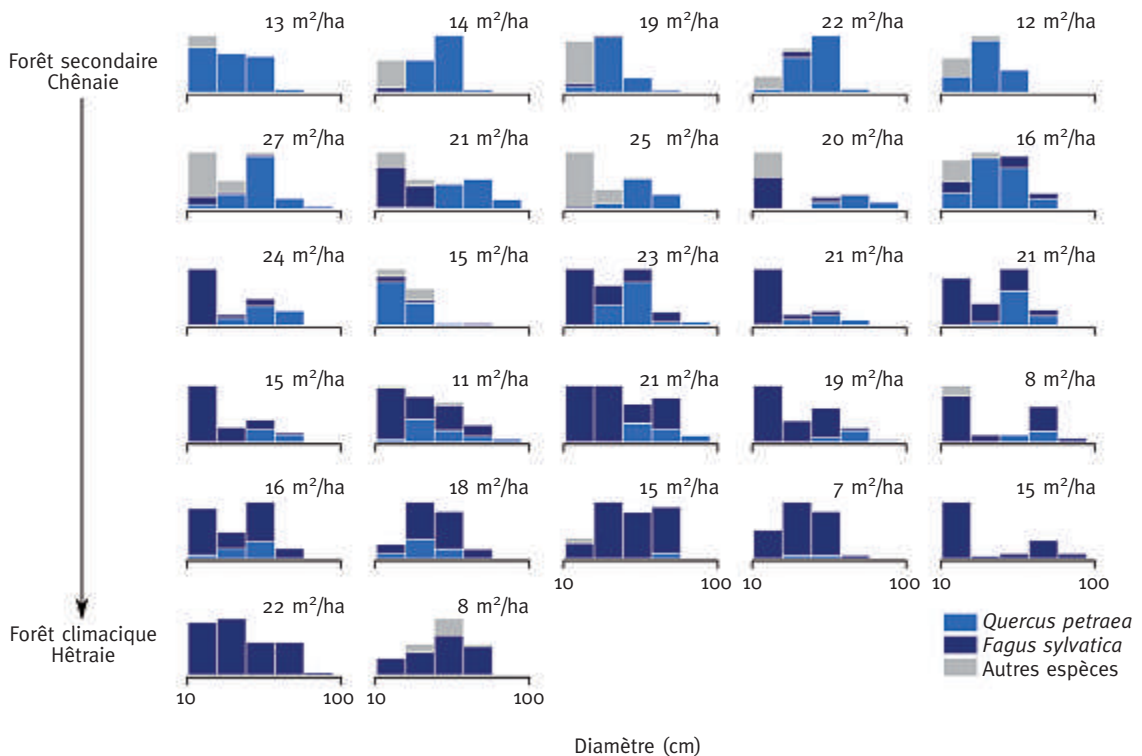 13 m²/ha 14 m²/ha 19 m²/ha 22 m²/ha 12 m²/ha
Forêt secondaire
Chênaie
27 m²/ha 21 m²/ha 25 m²/ha 20 m²/ha 16 m²/ha
24 m²/ha 15 m²/ha 23 m²/ha 21 m²/ha 21 m²/ha
15 m²/ha 11 m²/ha 21 m²/ha 19 m²/ha 8 m²/ha
16 m²/ha 18 m²/ha 15 m²/ha 7 m²/ha 15 m²/ha
10 100 10 100 10 100
22 m²/ha 8 m²/ha
Forêt climacique
Hêtraie
Quercus petraea
Fagus sylvatica
Autres espèces
10 100 10 100
Diamètre (cm)